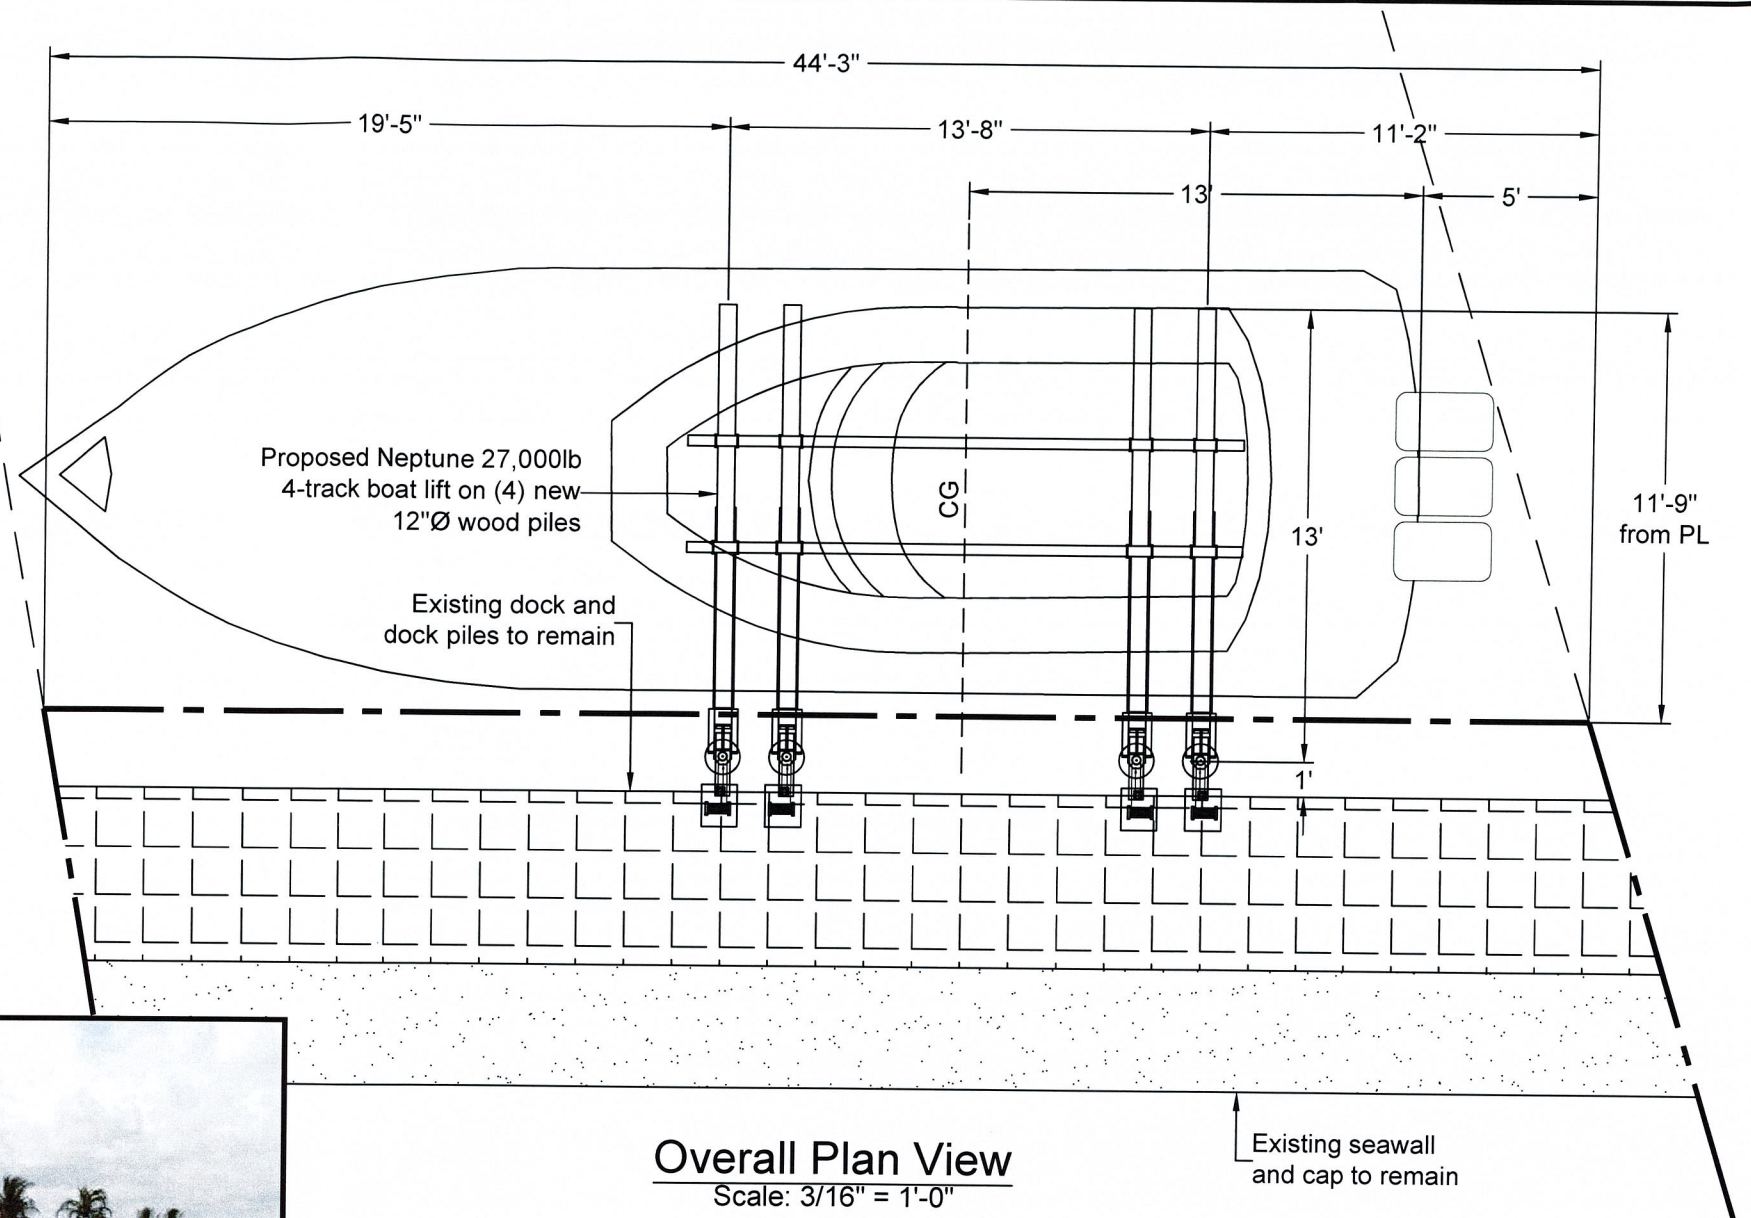 44'-3"
19'-5"
13'-8"
11'-2"
13'
5'
Proposed Neptune 27,000lb
4-track boat lift on (4) new
12"Ø wood piles
CG
13'
11'-9"
from PL
Existing dock and
dock piles to remain
1'
Existing seawall
and cap to remain
Overall Plan View
Scale: 3/16" = 1'-0"